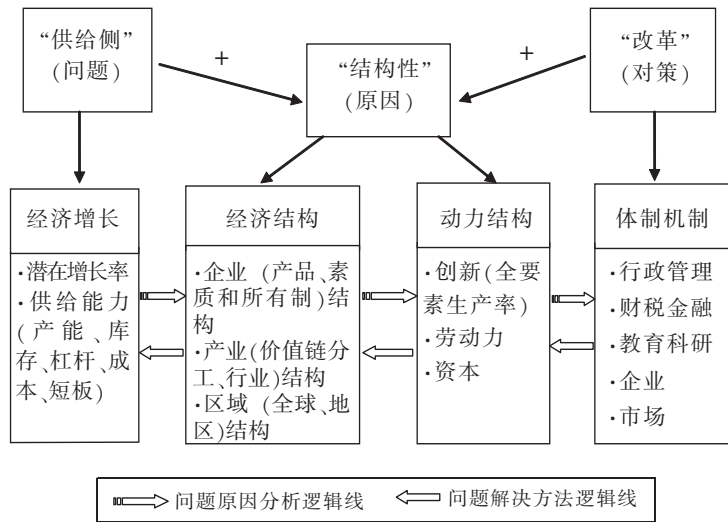 “供给侧”
(问题)
+
“结构性”
(原因)
+
“改革”
(对策)
经济增长
·潜在增长率
·供给能力
(产能、库
存、杠杆、成
本、短板)
经济结构
·企业 (产品、素
质和所有制)结
构
·产业(价值链分
工、行业)结构
·区域 (全球、地
区)结构
动力结构
·创新(全要
素生产率)
·劳动力
·资本
体制机制
·行政管理
·财税金融
·教育科研
·企业
·市场
问题原因分析逻辑线
问题解决方法逻辑线